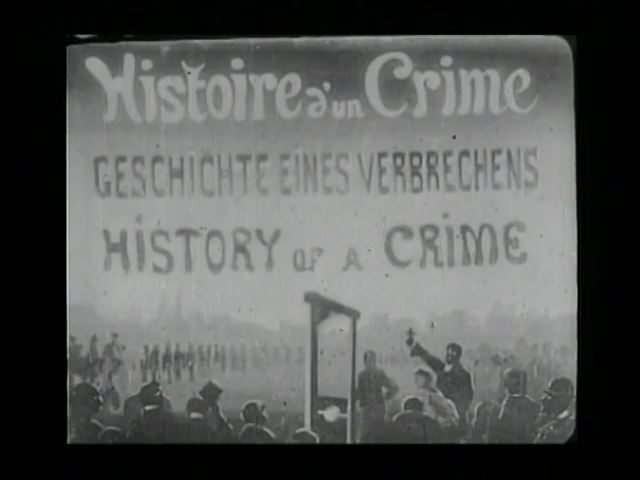 Histoire d'un Crime
GESCHICHTE EINES VERBRECHENS
HISTORY OF A CRIME